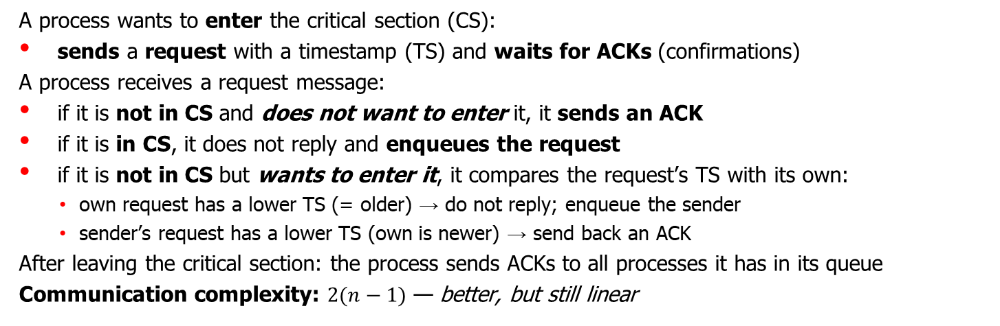 A process wants to enter the critical section (CS):
• sends a request with a timestamp (TS) and waits for ACKs (confirmations)
A process receives a request message:
• if it is not in CS and does not want to enter it, it sends an ACK
• if it is in CS, it does not reply and enqueues the request
• if it is not in CS but wants to enter it, it compares the request’s TS with its own:
• own request has a lower TS (= older) → do not reply; enqueue the sender
• sender’s request has a lower TS (own is newer) → send back an ACK
After leaving the critical section: the process sends ACKs to all processes it has in its queue
Communication complexity: 2(n − 1) — better, but still linear